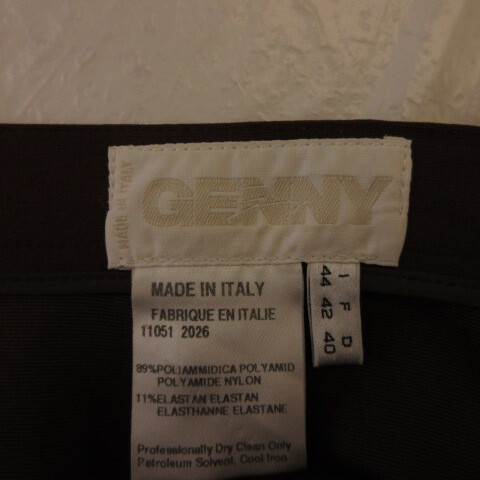 MADE IN ITALY
GENNY
MADE IN ITALY
FABRIQUE EN ITALIE
11051 2026
89%POLIAMMIDICA POLYAMID
POLYAMIDE NYLON
11%ELASTAN ELASTAN
ELASTHANNE ELASTANE
Professionally Dry Clean Only
Petroleum Solvent. Cool Iron
I F D
44 42 40